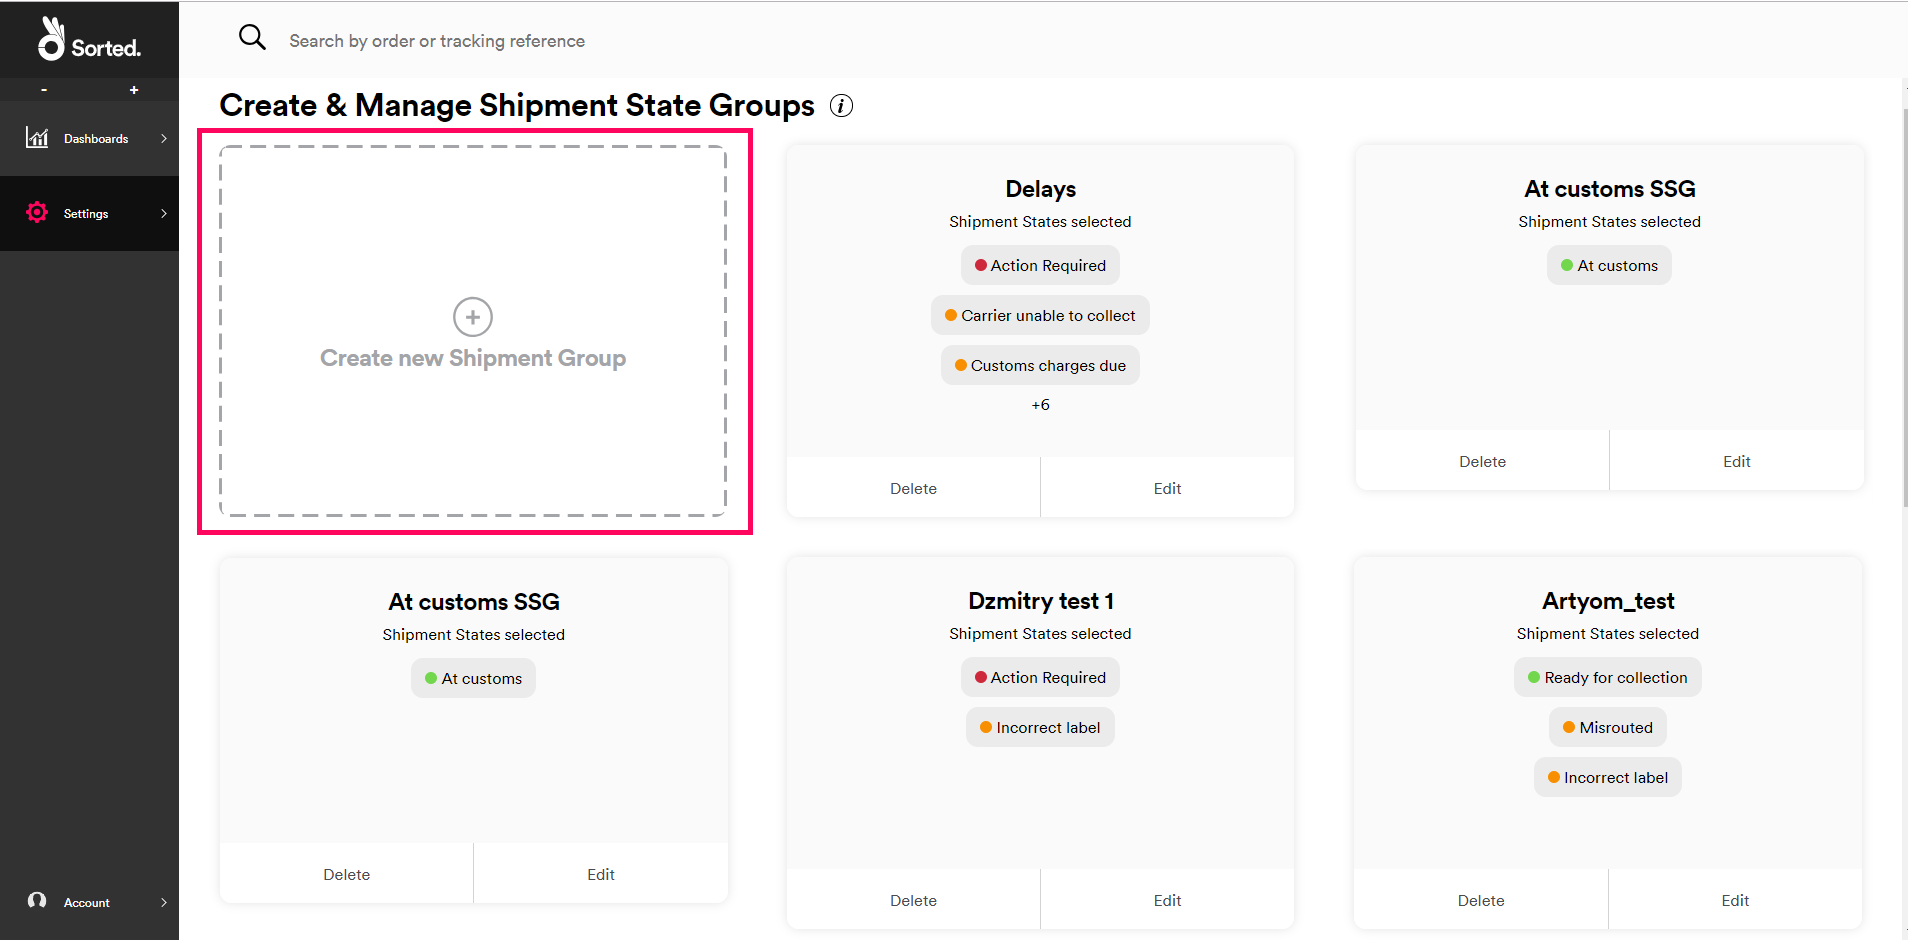 Sorted.
Search by order or tracking reference
- +
Dashboards
Settings
Account
Create & Manage Shipment State Groups i
Create new Shipment Group
Delays
Shipment States selected
Action Required
Carrier unable to collect
Customs charges due
+6
Delete Edit
At customs SSG
Shipment States selected
At customs
Delete Edit
At customs SSG
Shipment States selected
At customs
Delete Edit
Dzmitry test 1
Shipment States selected
Action Required
Incorrect label
Delete Edit
Artyom_test
Shipment States selected
Ready for collection
Misrouted
Incorrect label
Delete Edit